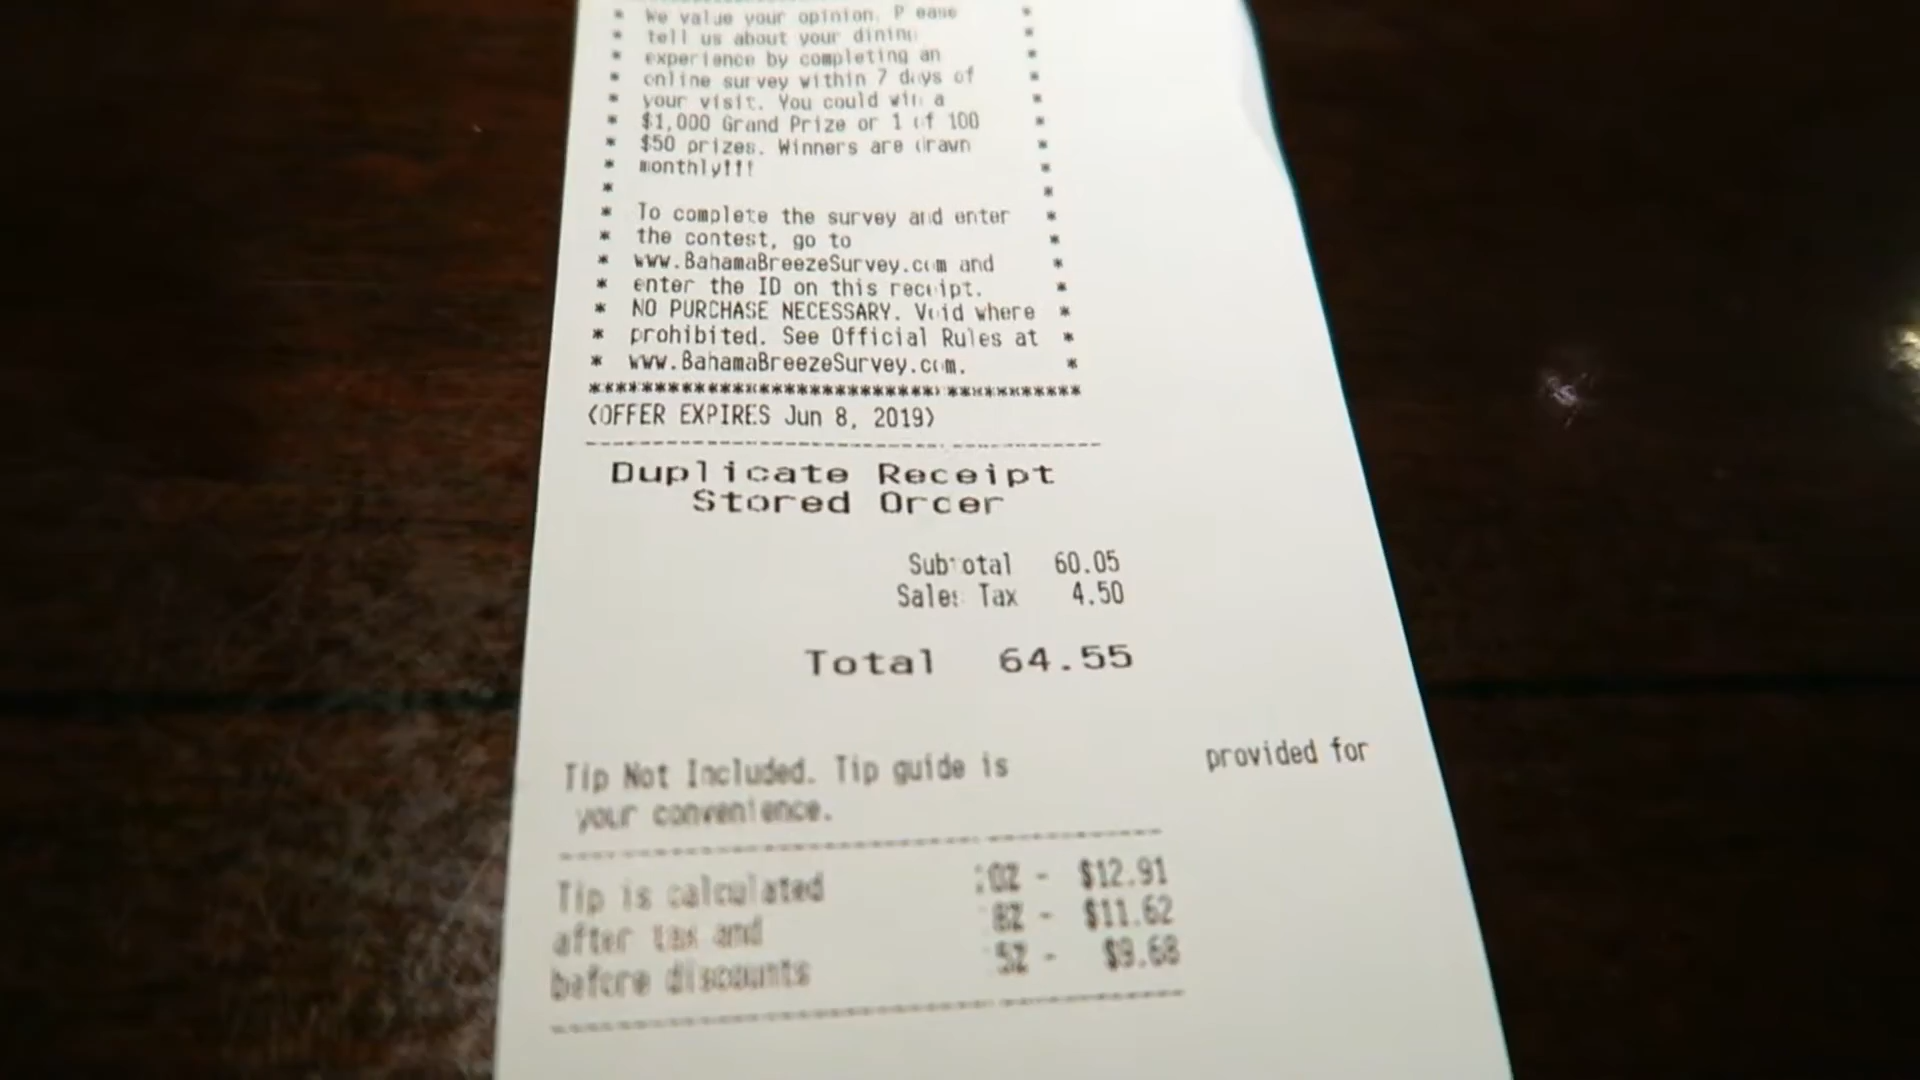 * We value your opinion. Please *
* tell us about your dining *
* experience by completing an *
* online survey within 7 days of *
* your visit. You could win a *
* $1,000 Grand Prize or 1 of 100 *
* $50 prizes. Winners are drawn *
* monthly!!! *
* *
* To complete the survey and enter *
* the contest, go to *
* www.BahamaBreezeSurvey.com and *
* enter the ID on this receipt. *
* NO PURCHASE NECESSARY. Void where *
* prohibited. See Official Rules at *
* www.BahamaBreezeSurvey.com. *
(OFFER EXPIRES Jun 8, 2019)
Duplicate Receipt
Stored Order
Subtotal 60.05
Sales Tax 4.50
Total 64.55
Tip Not Included. Tip guide is provided for
your convenience.
Tip is calculated 20% - $12.91
after tax and 18% - $11.62
before discounts 15% - $9.68